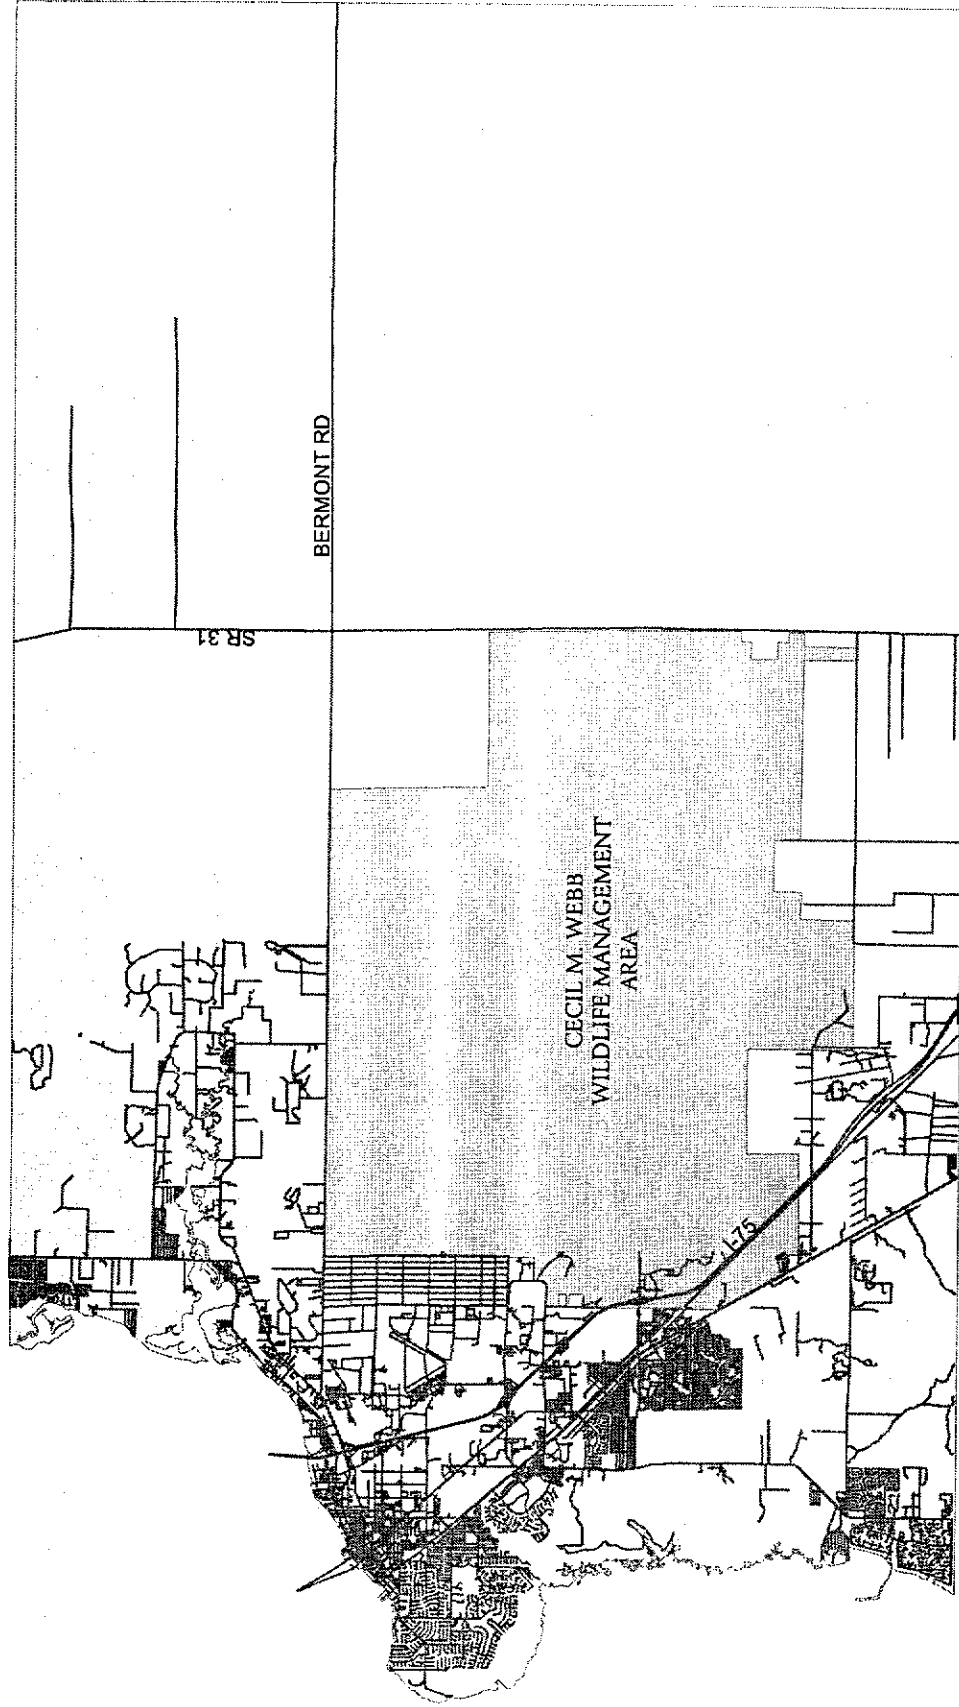 BERMONT RD
SR 31
CECIL M. WEBB
WILDLIFE MANAGEMENT
AREA
I-75